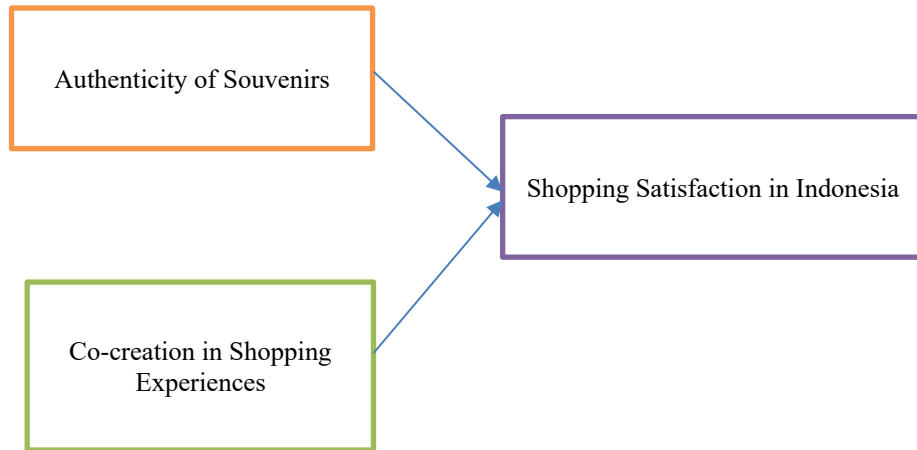 Authenticity of Souvenirs
Shopping Satisfaction in Indonesia
Co-creation in Shopping
Experiences